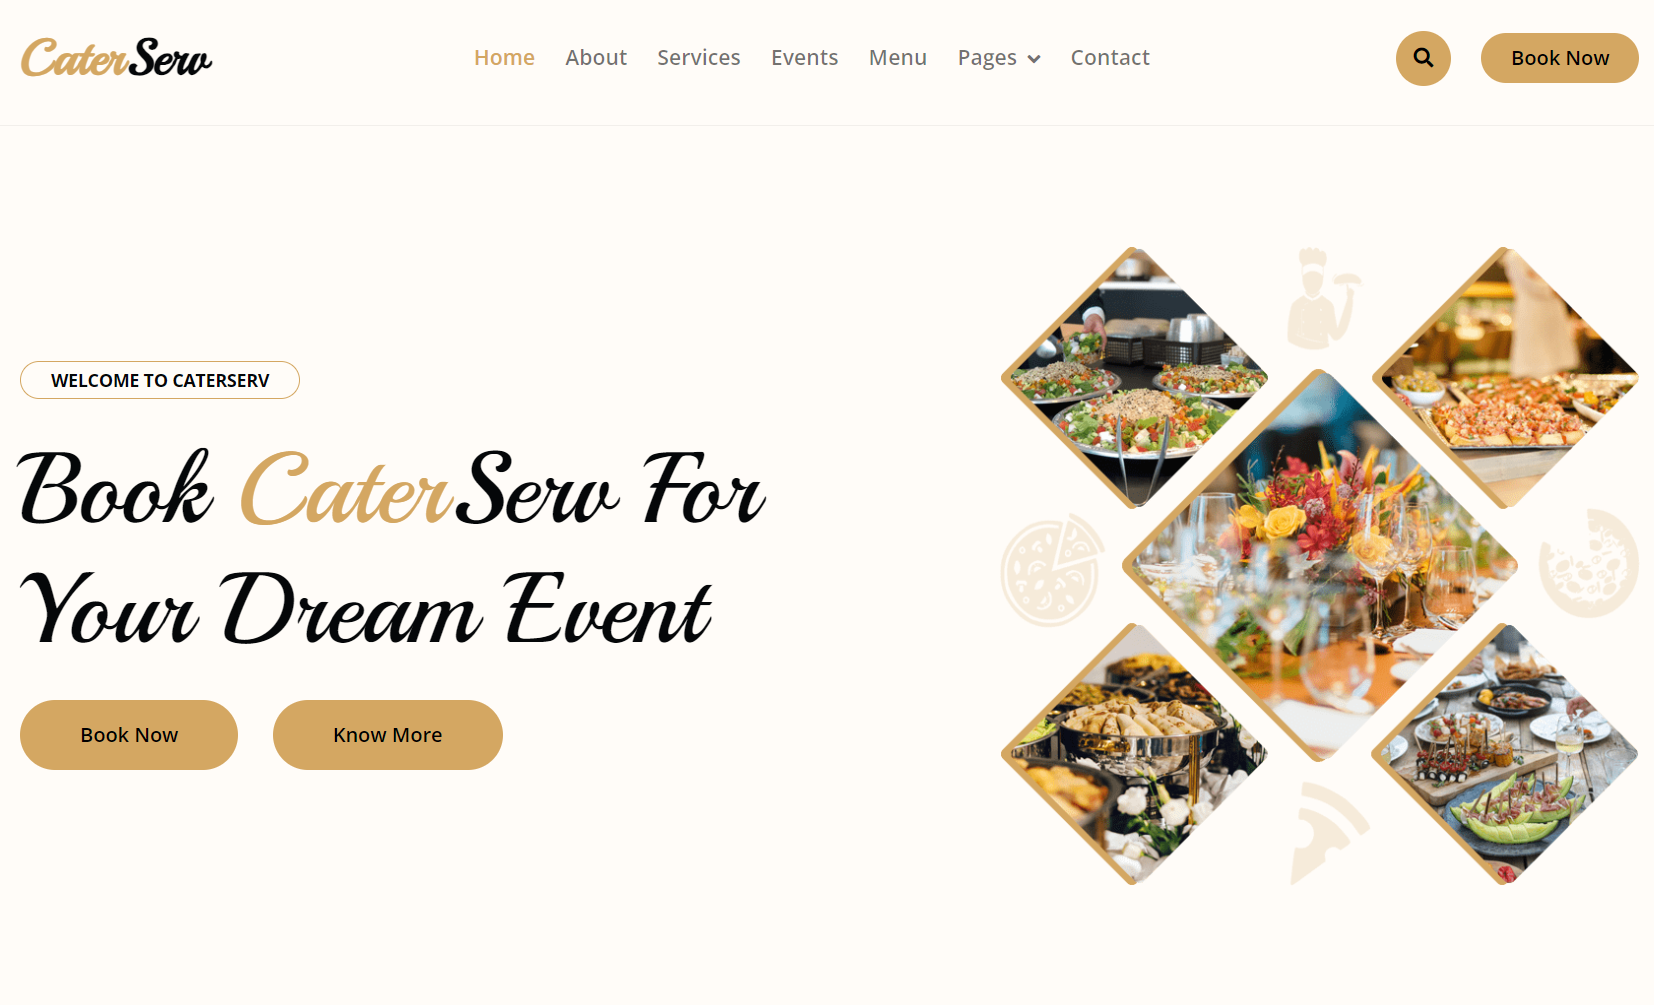 CaterServ
Home About Services Events Menu Pages Contact
Book Now
WELCOME TO CATERSERV
Book CaterServ For
Your Dream Event
Book Now
Know More